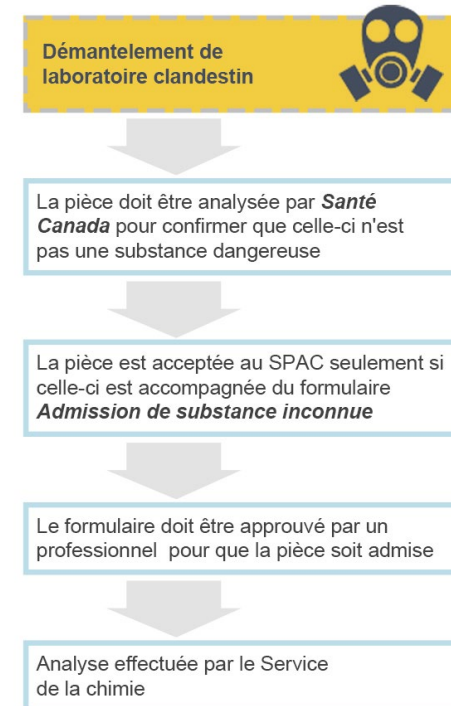 Démantelement de
laboratoire clandestin
La pièce doit être analysée par Santé
Canada pour confirmer que celle-ci n'est
pas une substance dangereuse
La pièce est acceptée au SPAC seulement si
celle-ci est accompagnée du formulaire
Admission de substance inconnue
Le formulaire doit être approuvé par un
professionnel pour que la pièce soit admise
Analyse effectuée par le Service
de la chimie